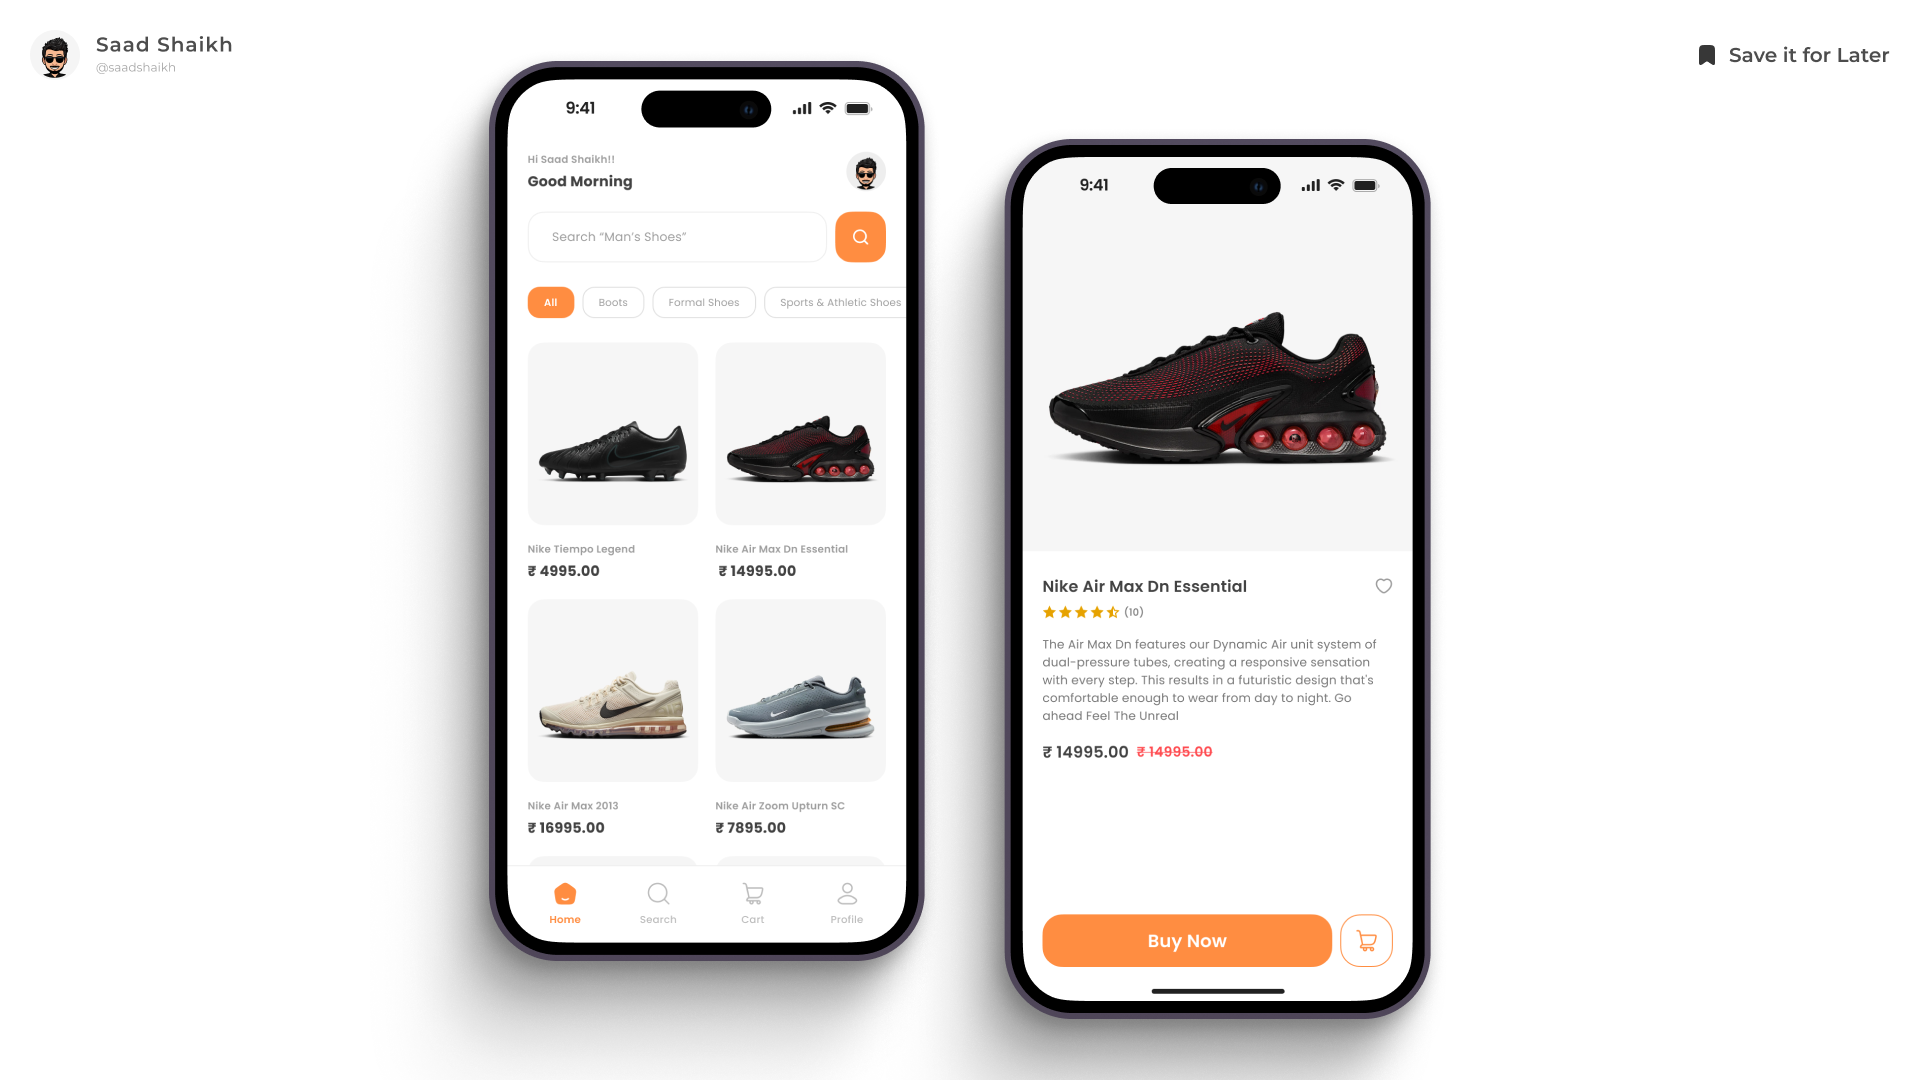 Saad Shaikh
@saadshaikh
Save it for Later
9:41
Hi Saad Shaikh!!
Good Morning
Search “Man’s Shoes”
All
Boots
Formal Shoes
Sports & Athletic Shoes
Nike Tiempo Legend
₹ 4995.00
Nike Air Max Dn Essential
₹ 14995.00
Nike Air Max 2013
₹ 16995.00
Nike Air Zoom Upturn SC
₹ 7895.00
Home
Search
Cart
Profile
9:41
Nike Air Max Dn Essential
(10)
The Air Max Dn features our Dynamic Air unit system of
dual-pressure tubes, creating a responsive sensation
with every step. This results in a futuristic design that's
comfortable enough to wear from day to night. Go
ahead Feel The Unreal
₹ 14995.00 ₹ 14995.00
Buy Now